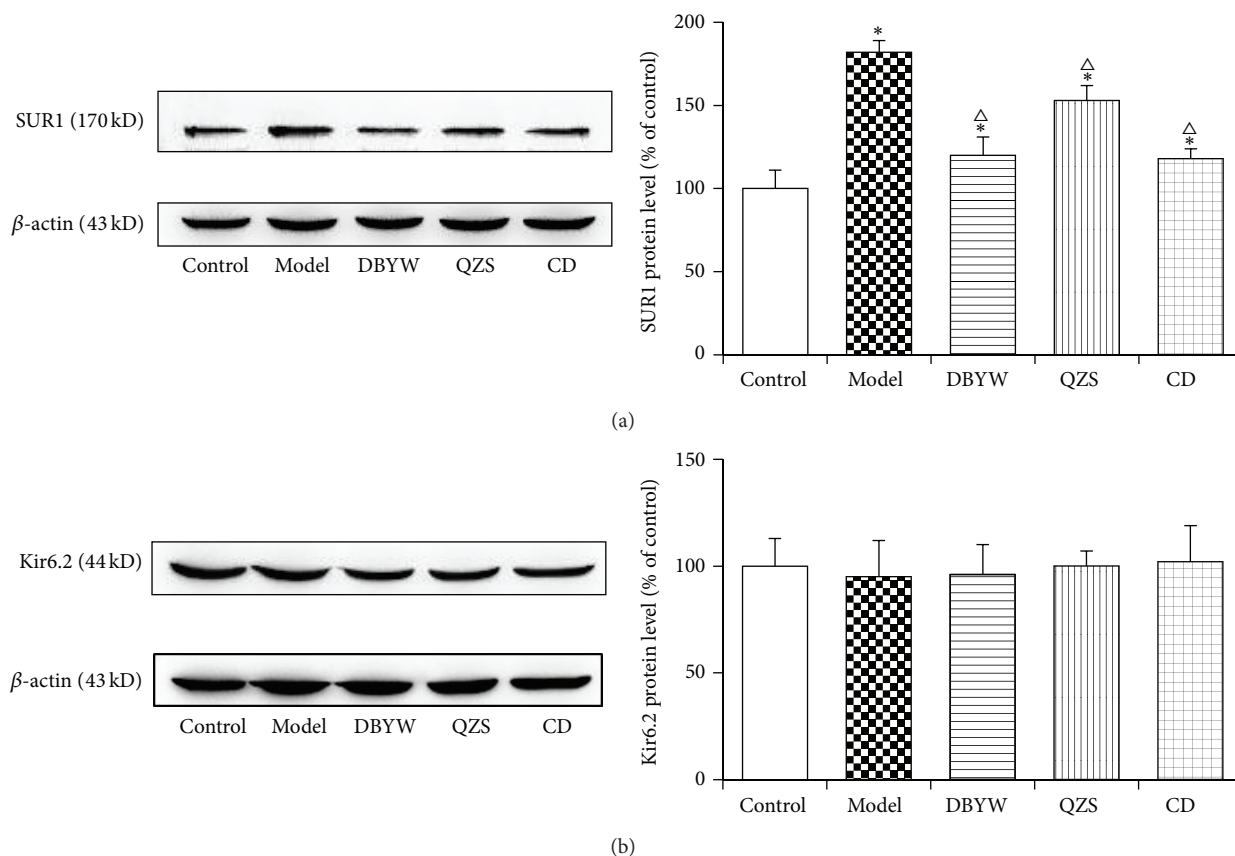 SUR1 (170 kD)
β-actin (43 kD)
Control Model DBYW QZS CD
SUR1 protein level (% of control)
200
150
100
50
0
*
△
*
△
*
△
*
Control Model DBYW QZS CD
(a)
Kir6.2 (44 kD)
β-actin (43 kD)
Control Model DBYW QZS CD
Kir6.2 protein level (% of control)
150
100
50
0
Control Model DBYW QZS CD
(b)